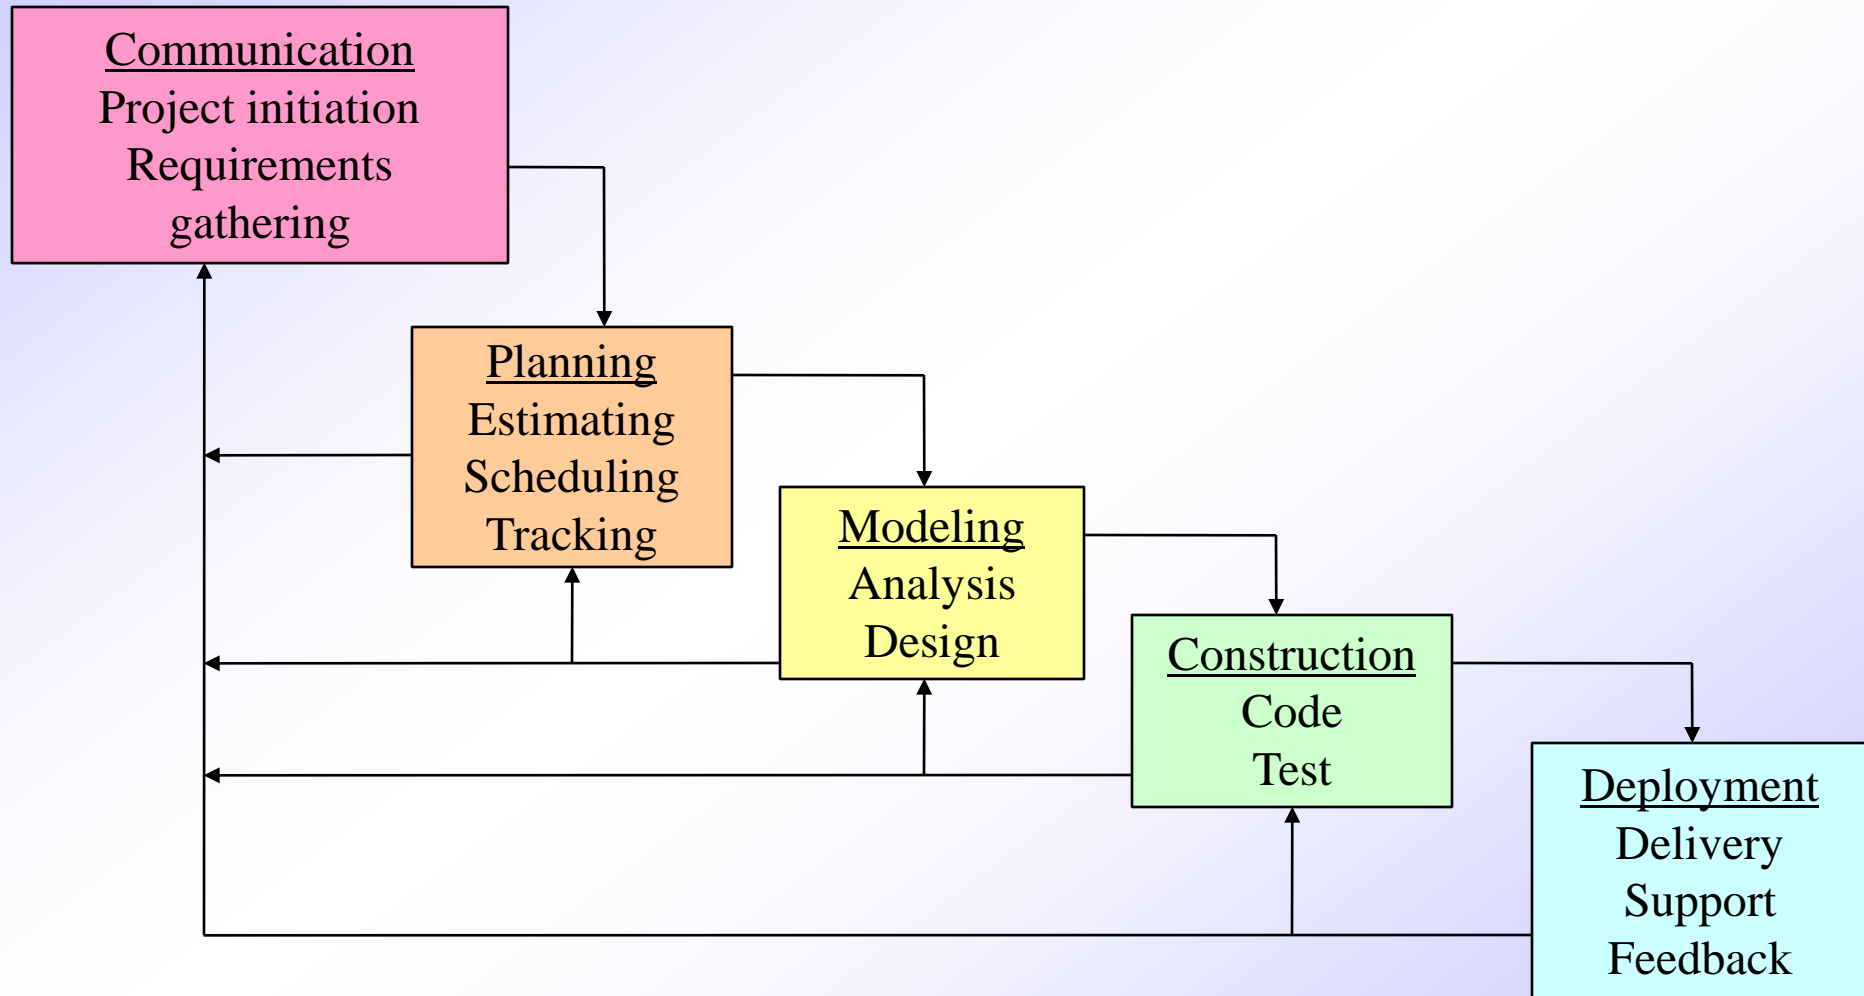 Communication
Project initiation
Requirements
gathering
Planning
Estimating
Scheduling
Tracking
Modeling
Analysis
Design
Construction
Code
Test
Deployment
Delivery
Support
Feedback